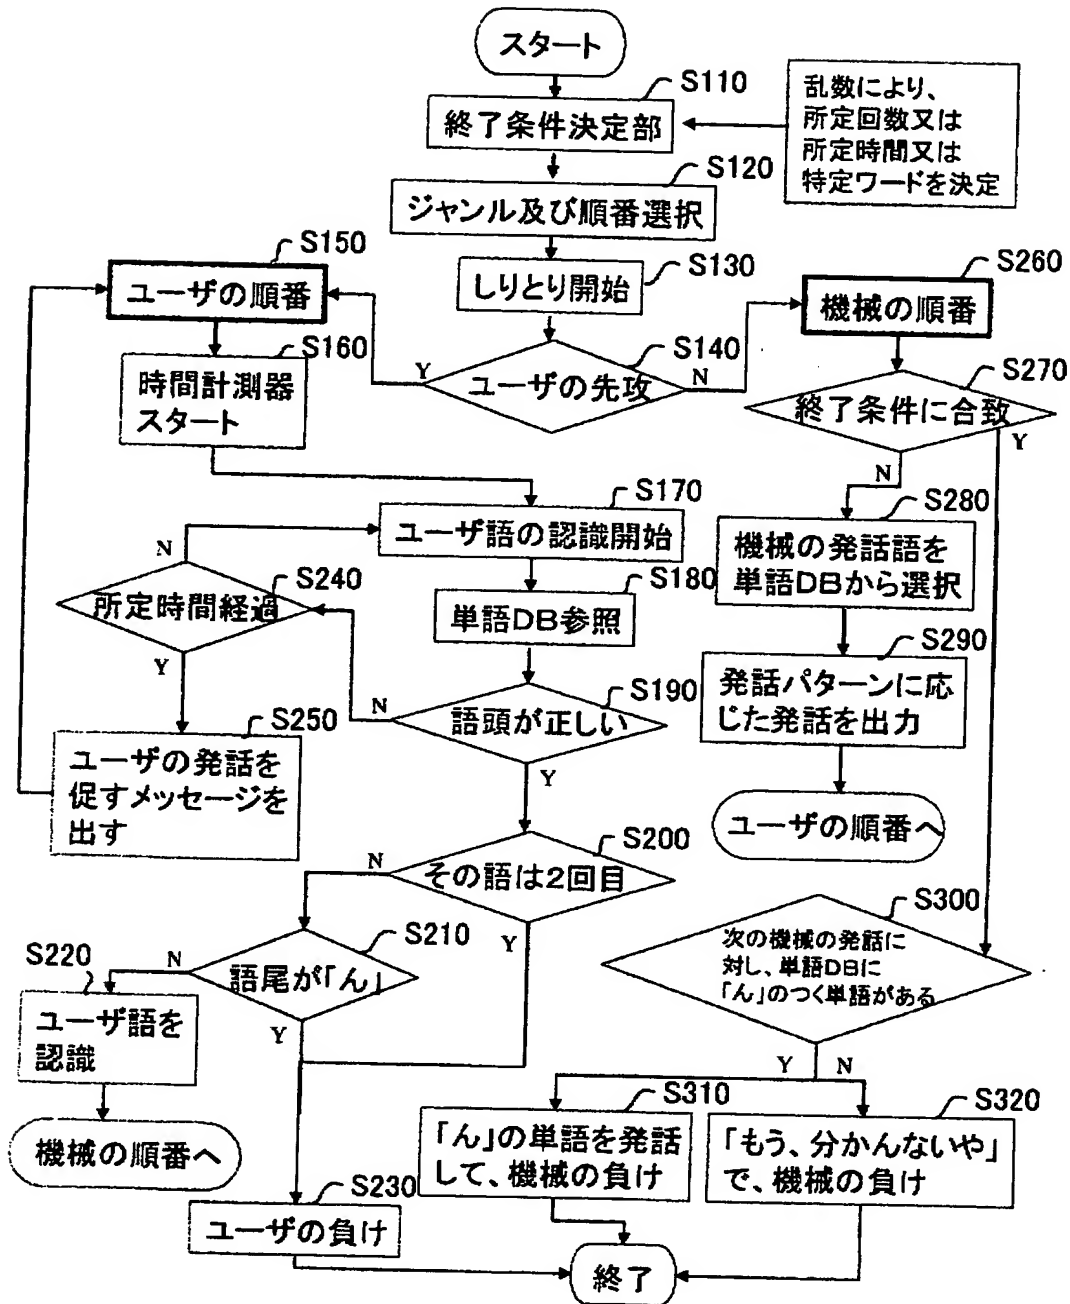 スタート
S110
終了条件決定部
乱数により、
所定回数又は
所定時間又は
特定ワードを決定
S120
ジャンル及び順番選択
S130
しりとり開始
S140
ユーザの先攻
Y
N
S150
ユーザの順番
S160
時間計測器
スタート
S260
機械の順番
S270
終了条件に合致
Y
N
S170
ユーザ語の認識開始
S180
単語DB参照
S190
語頭が正しい
N
Y
S240
所定時間経過
N
Y
S250
ユーザの発話を
促すメッセージを
出す
S280
機械の発話語を
単語DBから選択
S290
発話パターンに応
じた発話を出力
ユーザの順番へ
S200
その語は2回目
N
Y
S210
語尾が「ん」
N
Y
S220
ユーザ語を
認識
機械の順番へ
S230
ユーザの負け
S300
次の機械の発話に
対し、単語DBに
「ん」のつく単語がある
Y
N
S310
「ん」の単語を発話
して、機械の負け
S320
「もう、分かんないや」
で、機械の負け
終了